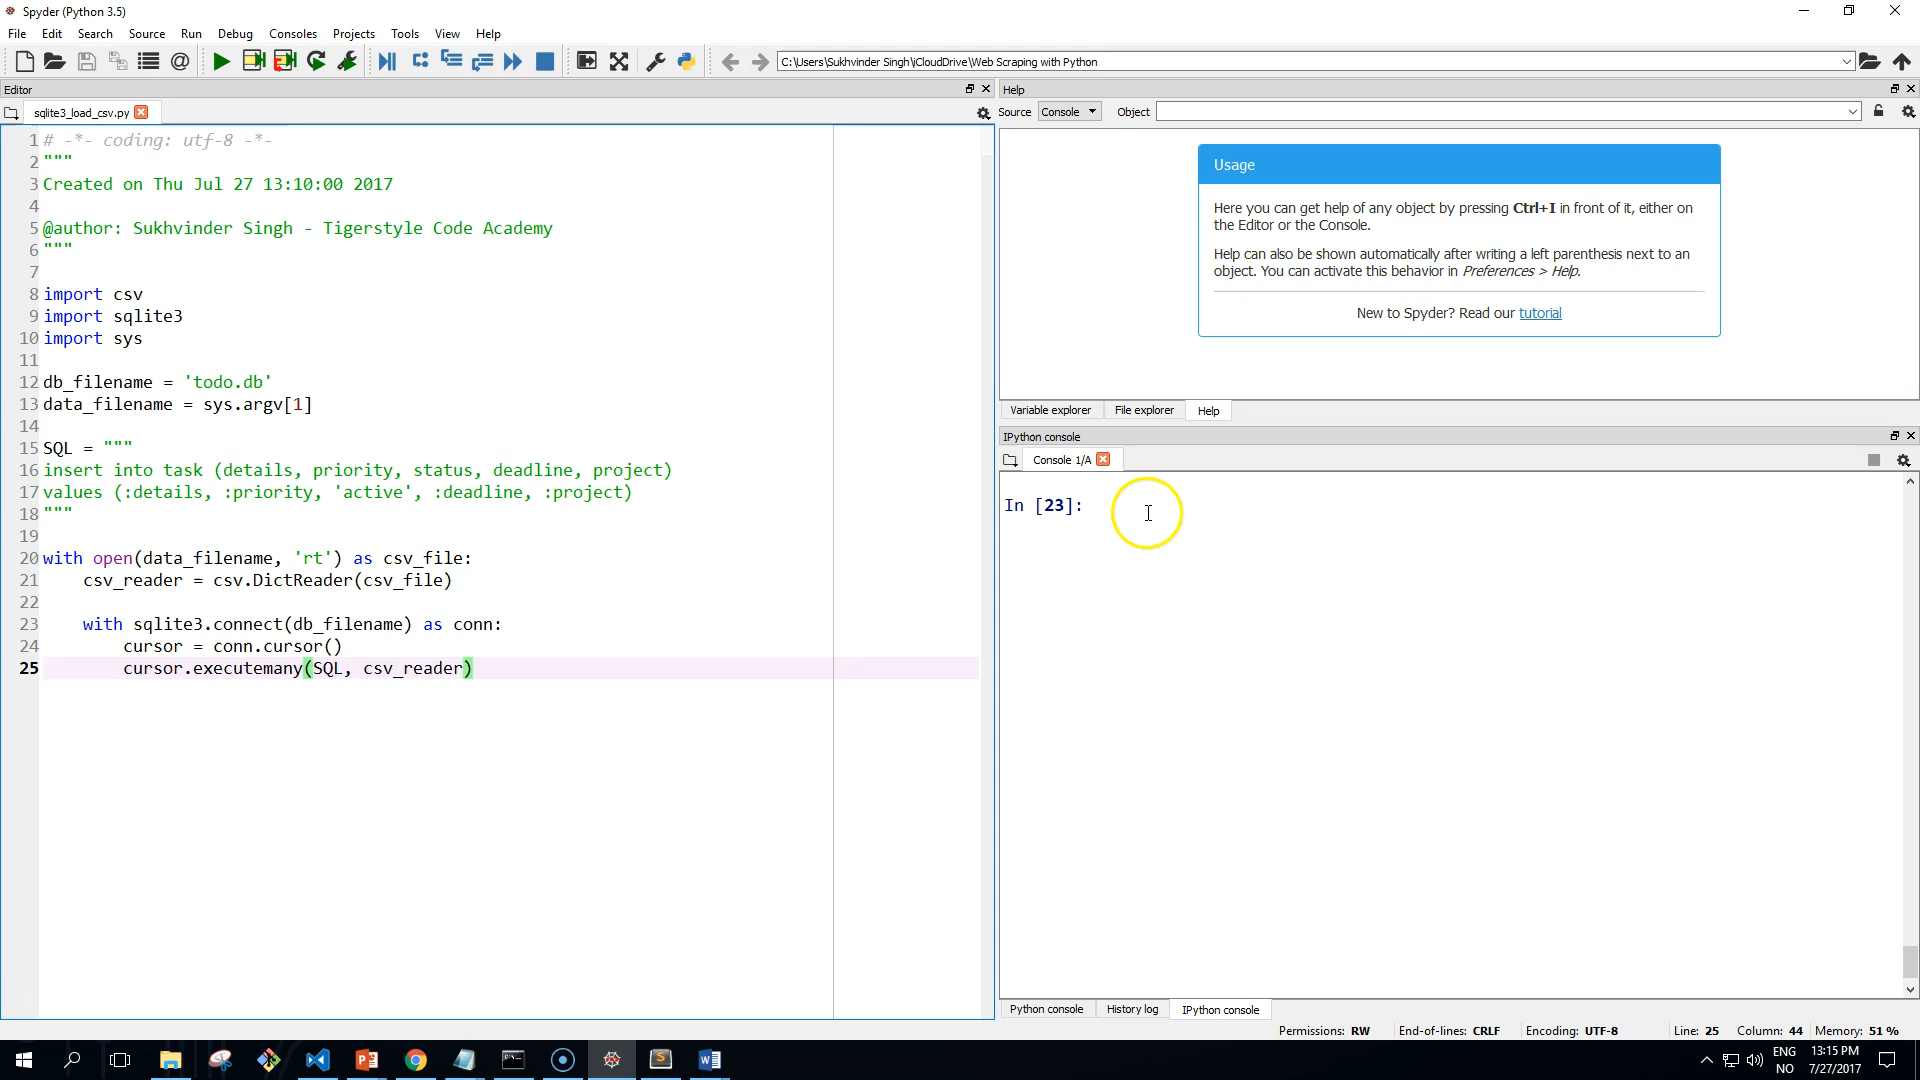 Spyder (Python 3.5)
File Edit Search Source Run Debug Consoles Projects Tools View Help
C:\Users\Sukhvinder Singh\iCloudDrive\Web Scraping with Python
Editor
sqlite3_load_csv.py
1 # -*- coding: utf-8 -*-
2 """
3 Created on Thu Jul 27 13:10:00 2017
4
5 @author: Sukhvinder Singh - Tigerstyle Code Academy
6 """
7
8 import csv
9 import sqlite3
10 import sys
11
12 db_filename = 'todo.db'
13 data_filename = sys.argv[1]
14
15 SQL = """
16 insert into task (details, priority, status, deadline, project)
17 values (:details, :priority, 'active', :deadline, :project)
18 """
19
20 with open(data_filename, 'rt') as csv_file:
21     csv_reader = csv.DictReader(csv_file)
22
23     with sqlite3.connect(db_filename) as conn:
24         cursor = conn.cursor()
25         cursor.executemany(SQL, csv_reader)
Help
Source Console Object
Usage
Here you can get help of any object by pressing Ctrl+I in front of it, either on
the Editor or the Console.
Help can also be shown automatically after writing a left parenthesis next to an
object. You can activate this behavior in Preferences > Help.
New to Spyder? Read our tutorial
Variable explorer File explorer Help
IPython console
Console 1/A
In [23]:
Python console History log IPython console
Permissions: RW End-of-lines: CRLF Encoding: UTF-8 Line: 25 Column: 44 Memory: 51 %
ENG
NO
13:15 PM
7/27/2017